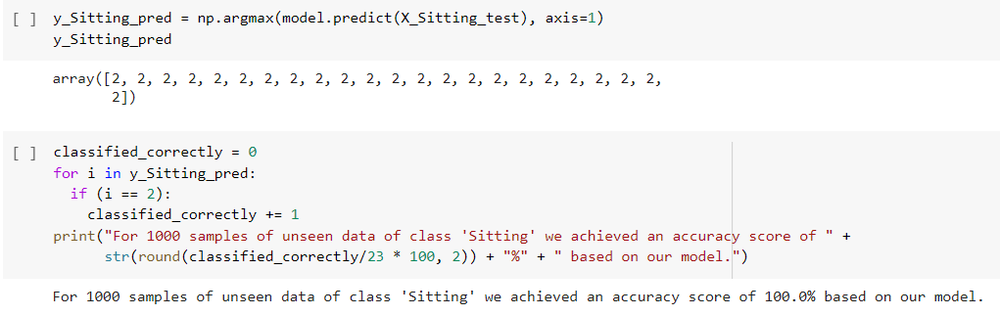 [ ] y_Sitting_pred = np.argmax(model.predict(X_Sitting_test), axis=1)
y_Sitting_pred
array([2, 2, 2, 2, 2, 2, 2, 2, 2, 2, 2, 2, 2, 2, 2, 2, 2, 2, 2, 2, 2, 2,
2])
[ ] classified_correctly = 0
for i in y_Sitting_pred:
if (i == 2):
classified_correctly += 1
print("For 1000 samples of unseen data of class 'Sitting' we achieved an accuracy score of " +
str(round(classified_correctly/23 * 100, 2)) + "%" + " based on our model.")
For 1000 samples of unseen data of class 'Sitting' we achieved an accuracy score of 100.0% based on our model.